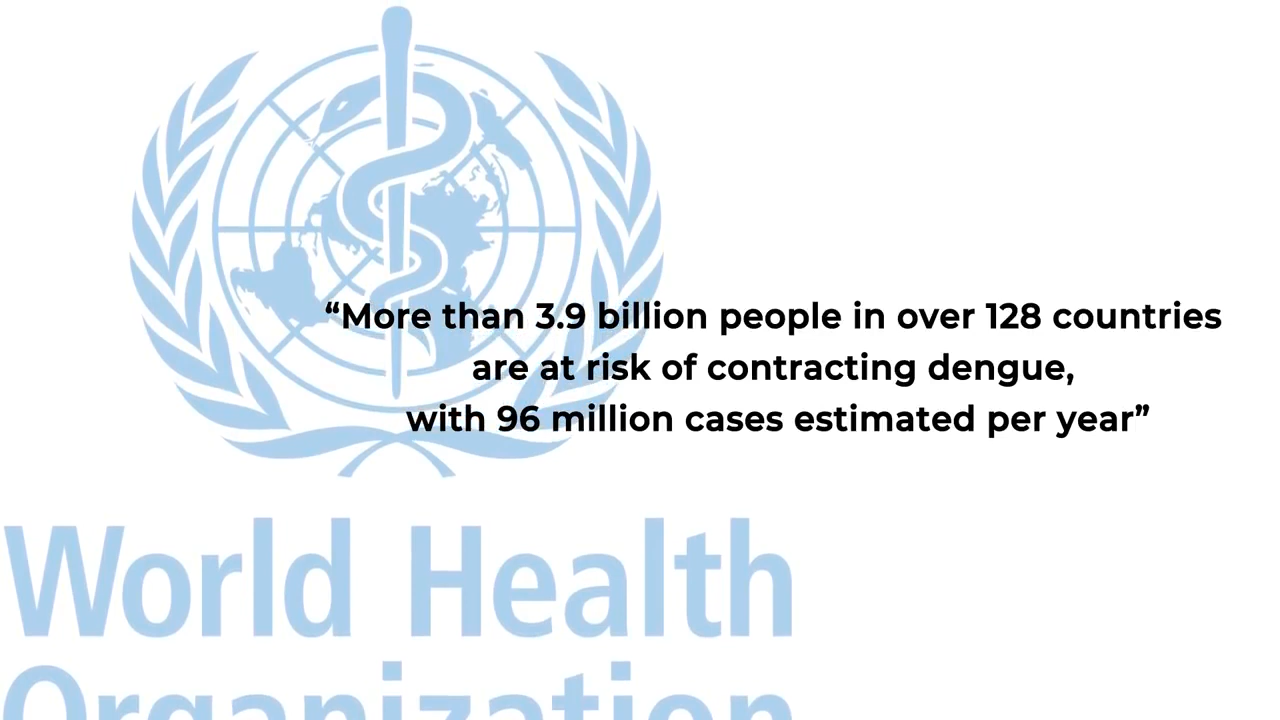 “More than 3.9 billion people in over 128 countries
are at risk of contracting dengue,
with 96 million cases estimated per year”
World Health
Organization